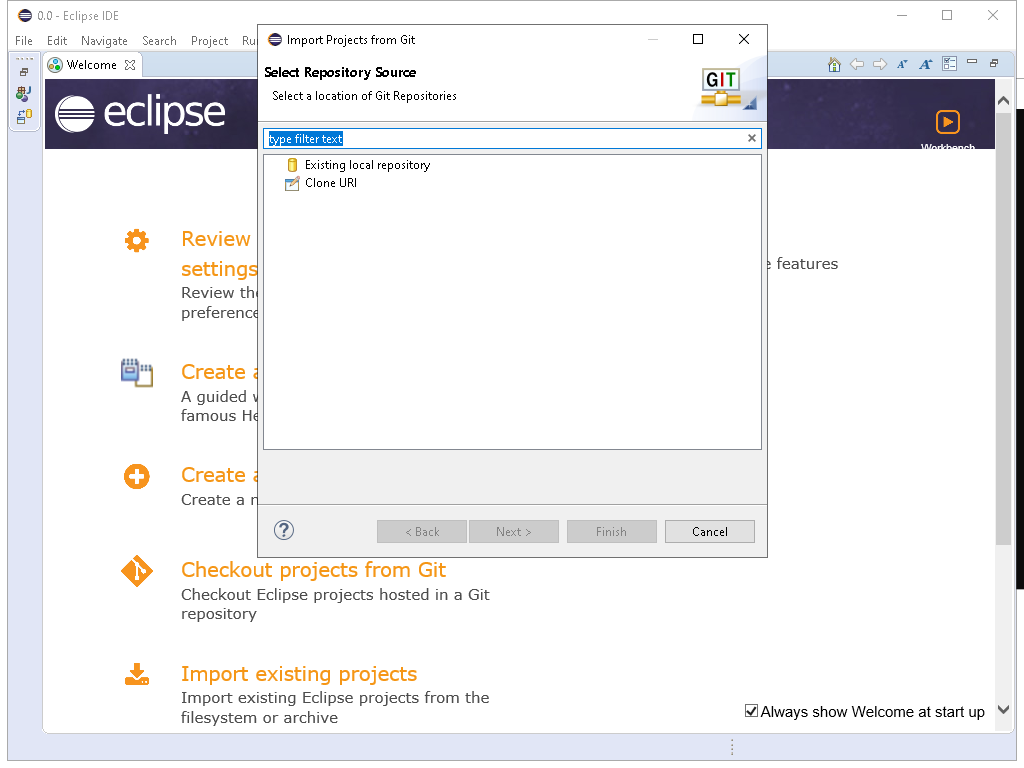 0.0 - Eclipse IDE
File Edit Navigate Search Project
Import Projects from Git
Welcome
Select Repository Source
Select a location of Git Repositories
GIT
eclipse
Workbench
type filter text
Existing local repository
Clone URI
Review
settings
Review
preference
features
Create
A guided
famous
Create
Create a
? < Back Next > Finish Cancel
Checkout projects from Git
Checkout Eclipse projects hosted in a Git
repository
Import existing projects
Import existing Eclipse projects from the
filesystem or archive
Always show Welcome at start up